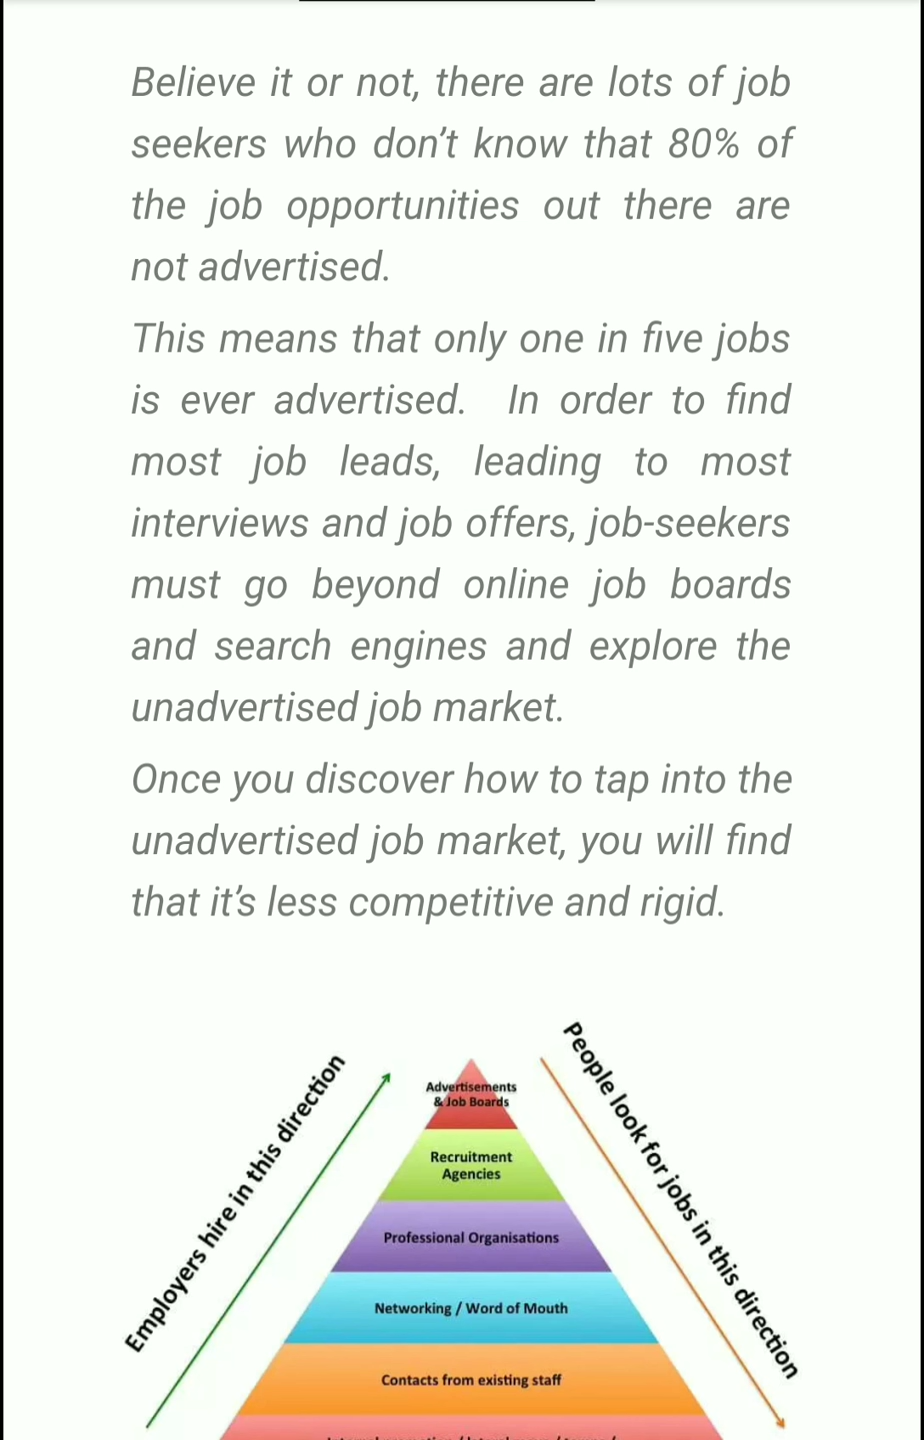 Believe it or not, there are lots of job
seekers who don’t know that 80% of
the job opportunities out there are
not advertised.
This means that only one in five jobs
is ever advertised. In order to find
most job leads, leading to most
interviews and job offers, job-seekers
must go beyond online job boards
and search engines and explore the
unadvertised job market.
Once you discover how to tap into the
unadvertised job market, you will find
that it’s less competitive and rigid.
Employers hire in this direction
People look for jobs in this direction
Advertisements
& Job Boards
Recruitment
Agencies
Professional Organisations
Networking / Word of Mouth
Contacts from existing staff